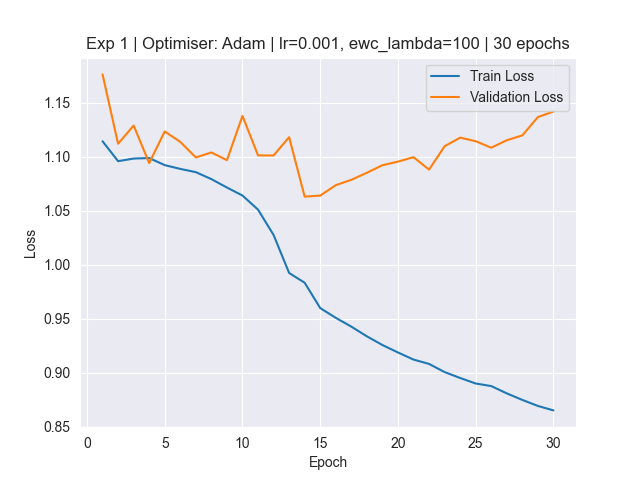 Exp 1 | Optimiser: Adam | lr=0.001, ewc_lambda=100 | 30 epochs
Train Loss
Validation Loss
1.15
1.10
1.05
1.00
0.95
0.90
0.85
Loss
0 5 10 15 20 25 30
Epoch